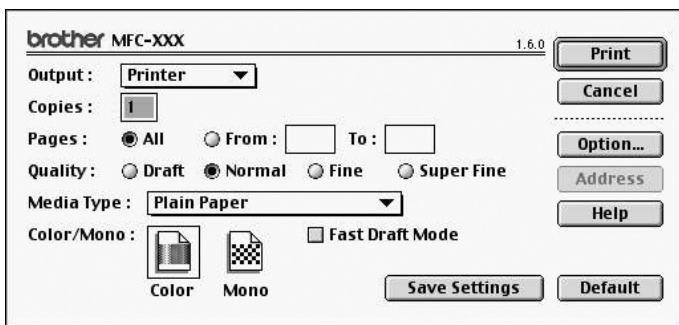 brother MFC-XXX 1.6.0 Print
Output : Printer
Cancel
Copies : 1
Pages : All From : To :
Option...
Quality : Draft Normal Fine Super Fine
Address
Media Type : Plain Paper
Help
Color/Mono : Fast Draft Mode
Color Mono
Save Settings Default